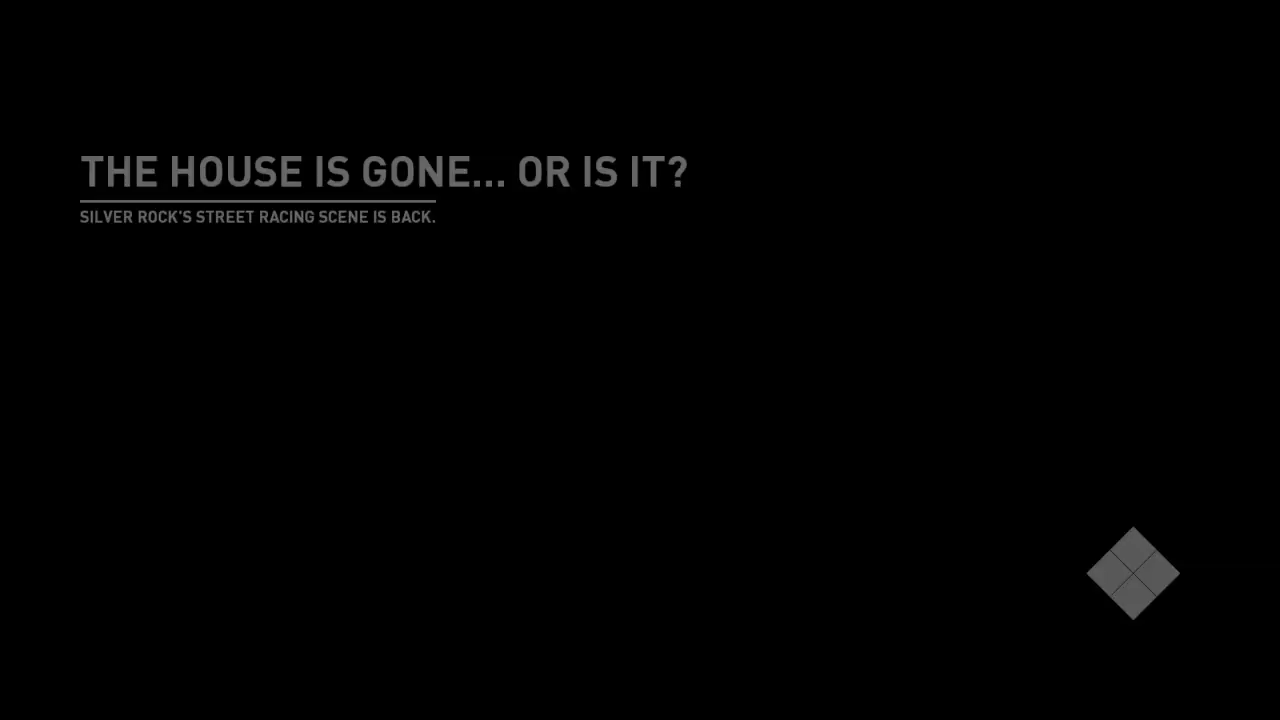 THE HOUSE IS GONE... OR IS IT?
SILVER ROCK'S STREET RACING SCENE IS BACK.